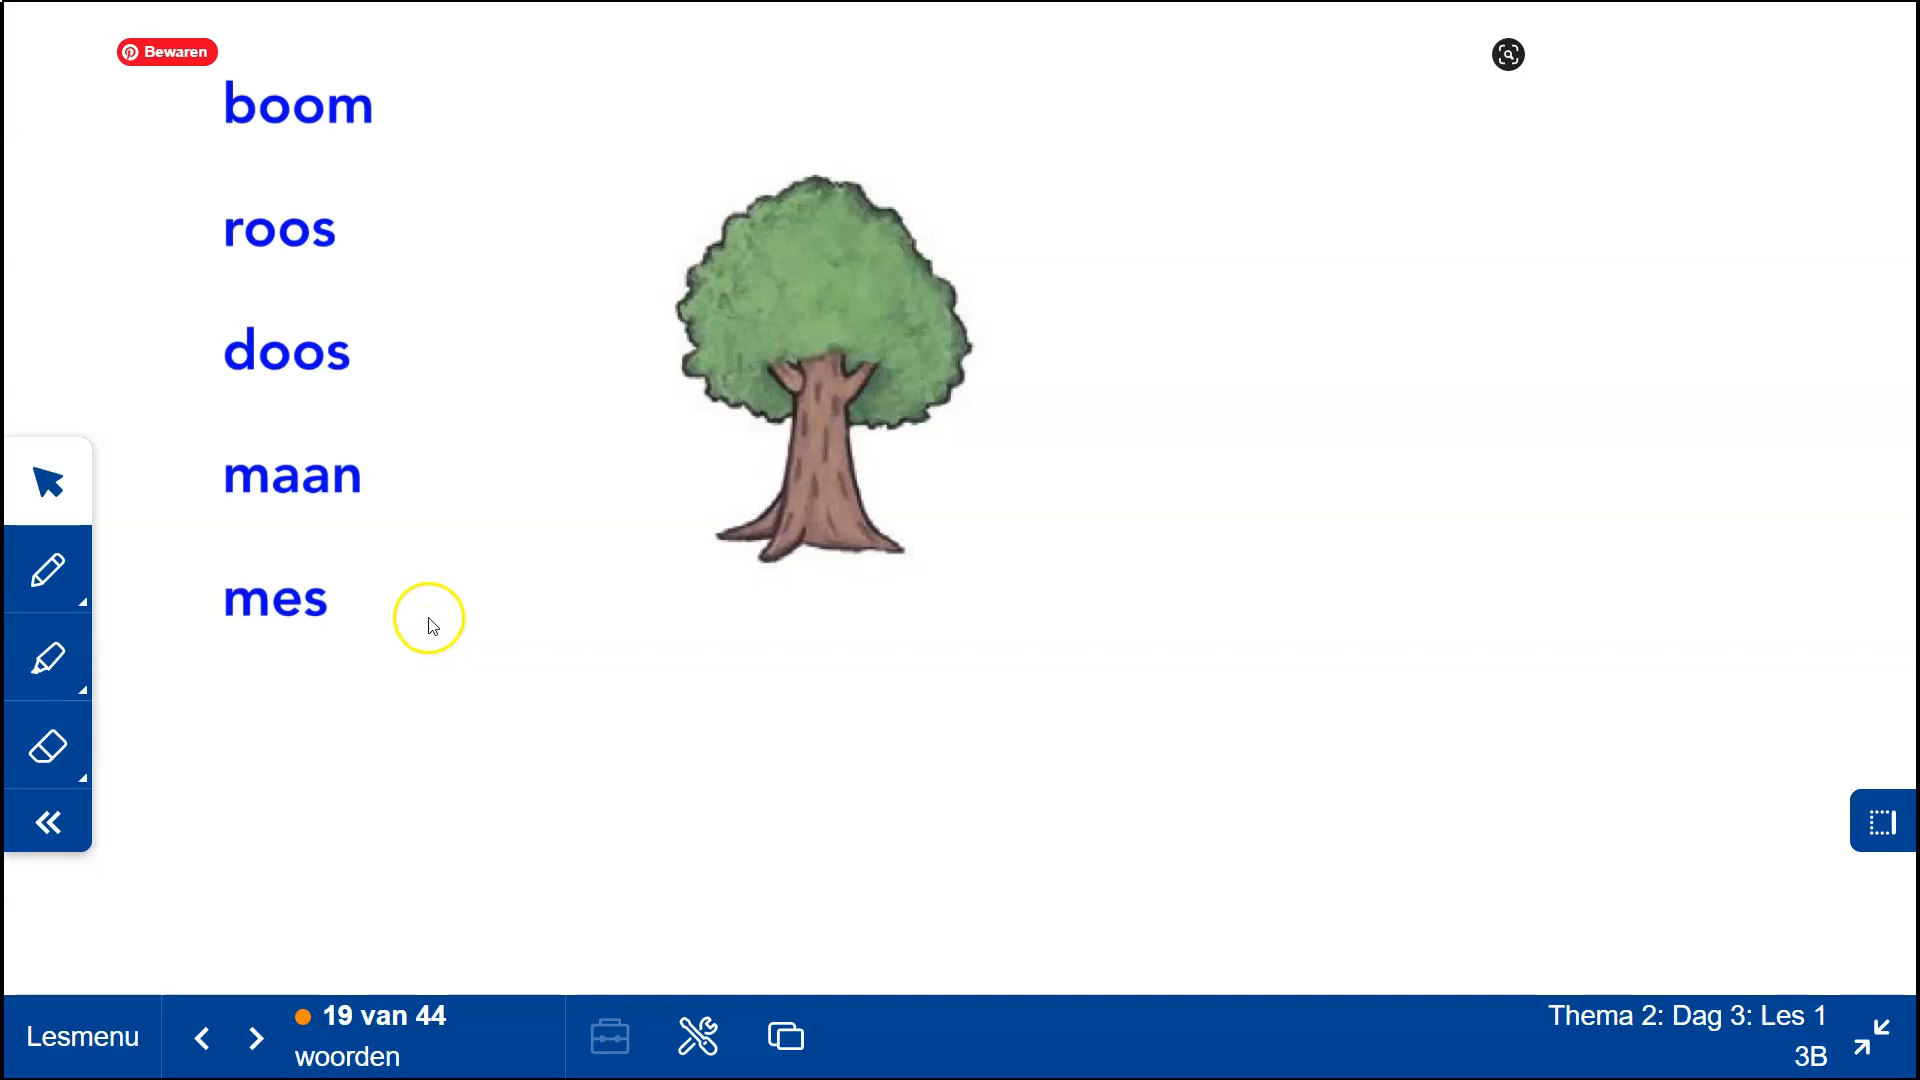 Bewaren
boom
roos
doos
maan
mes
Lesmenu
19 van 44
woorden
Thema 2: Dag 3: Les 1
3B